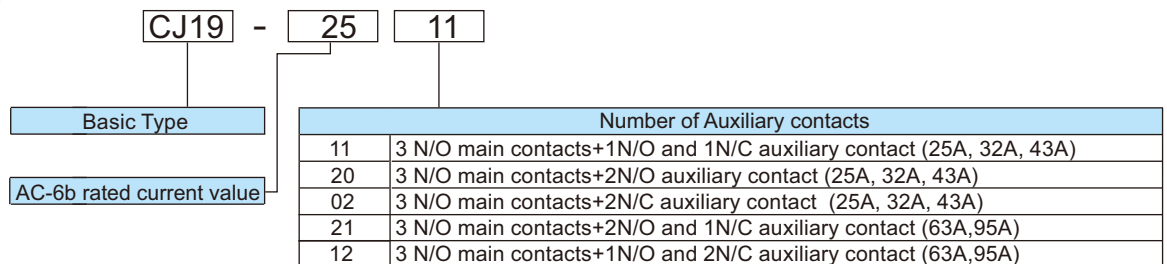 CJ19 - 25 11
Basic Type
AC-6b rated current value
Number of Auxiliary contacts
11 3 N/O main contacts+1N/O and 1N/C auxiliary contact (25A, 32A, 43A)
20 3 N/O main contacts+2N/O auxiliary contact (25A, 32A, 43A)
02 3 N/O main contacts+2N/C auxiliary contact (25A, 32A, 43A)
21 3 N/O main contacts+2N/O and 1N/C auxiliary contact (63A,95A)
12 3 N/O main contacts+1N/O and 2N/C auxiliary contact (63A,95A)